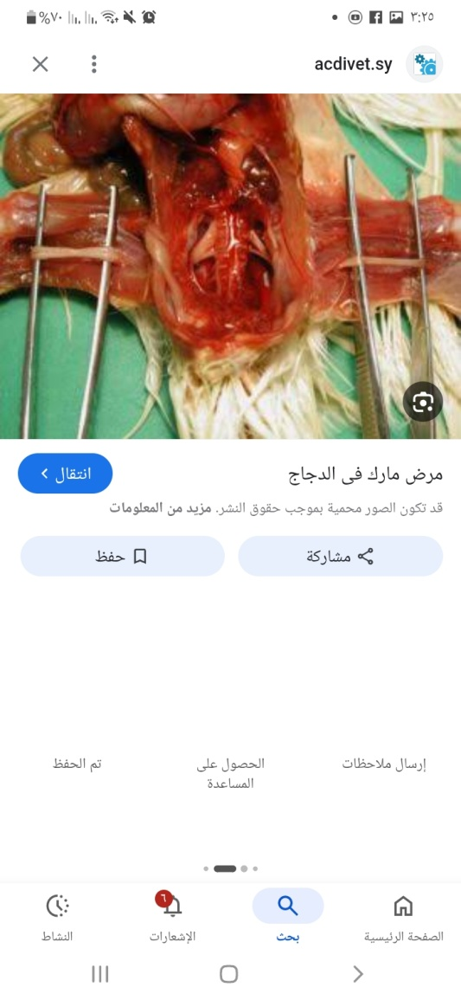 %٧٠ ٣:٢٥
acdivet.sy
مرض مارك فى الدجاج
انتقال
قد تكون الصور محمية بموجب حقوق النشر. مزيد من المعلومات
مشاركة
حفظ
إرسال ملاحظات
الحصول على
المساعدة
تم الحفظ
٦
الصفحة الرئيسية
بحث
الإشعارات
النشاط